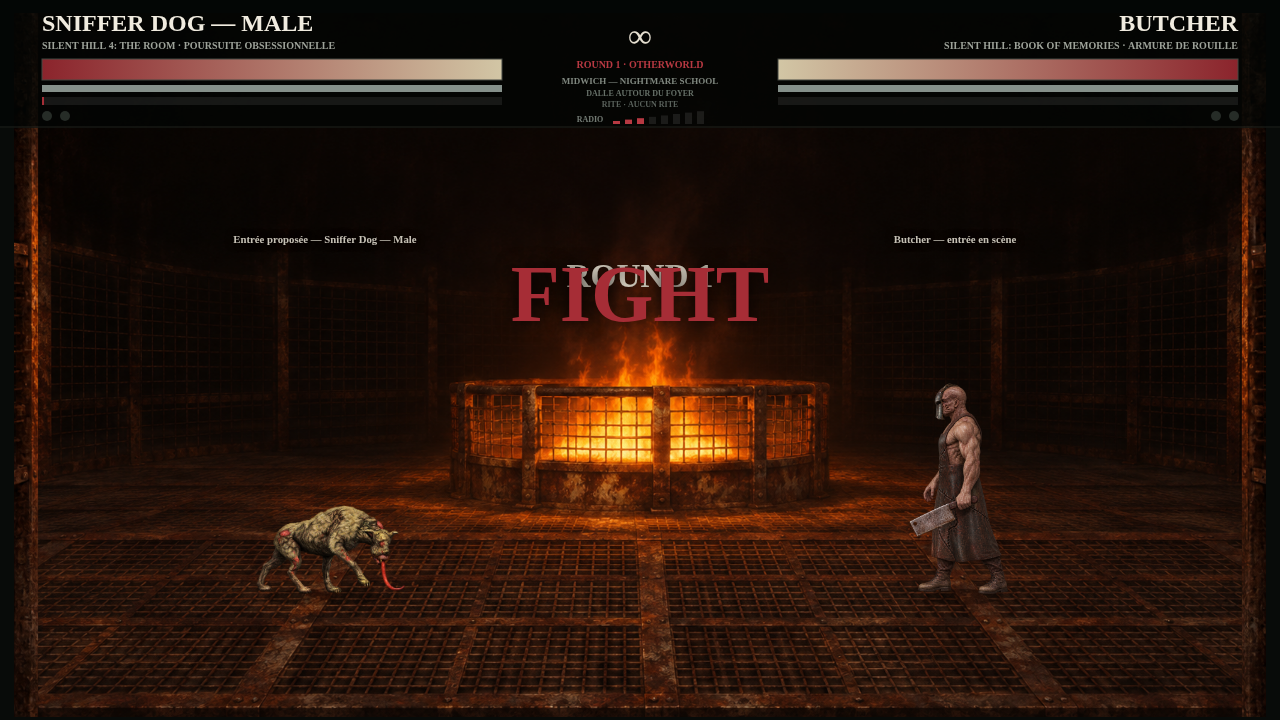 SNIFFER DOG — MALE
SILENT HILL 4: THE ROOM · POURSUITE OBSESSIONNELLE
∞
ROUND 1 · OTHERWORLD
MIDWICH — NIGHTMARE SCHOOL
DALLE AUTOUR DU FOYER
RITE · AUCUN RITE
RADIO
BUTCHER
SILENT HILL: BOOK OF MEMORIES · ARMURE DE ROUILLE
Entrée proposée — Sniffer Dog — Male
Butcher — entrée en scène
ROUND 1
FIGHT